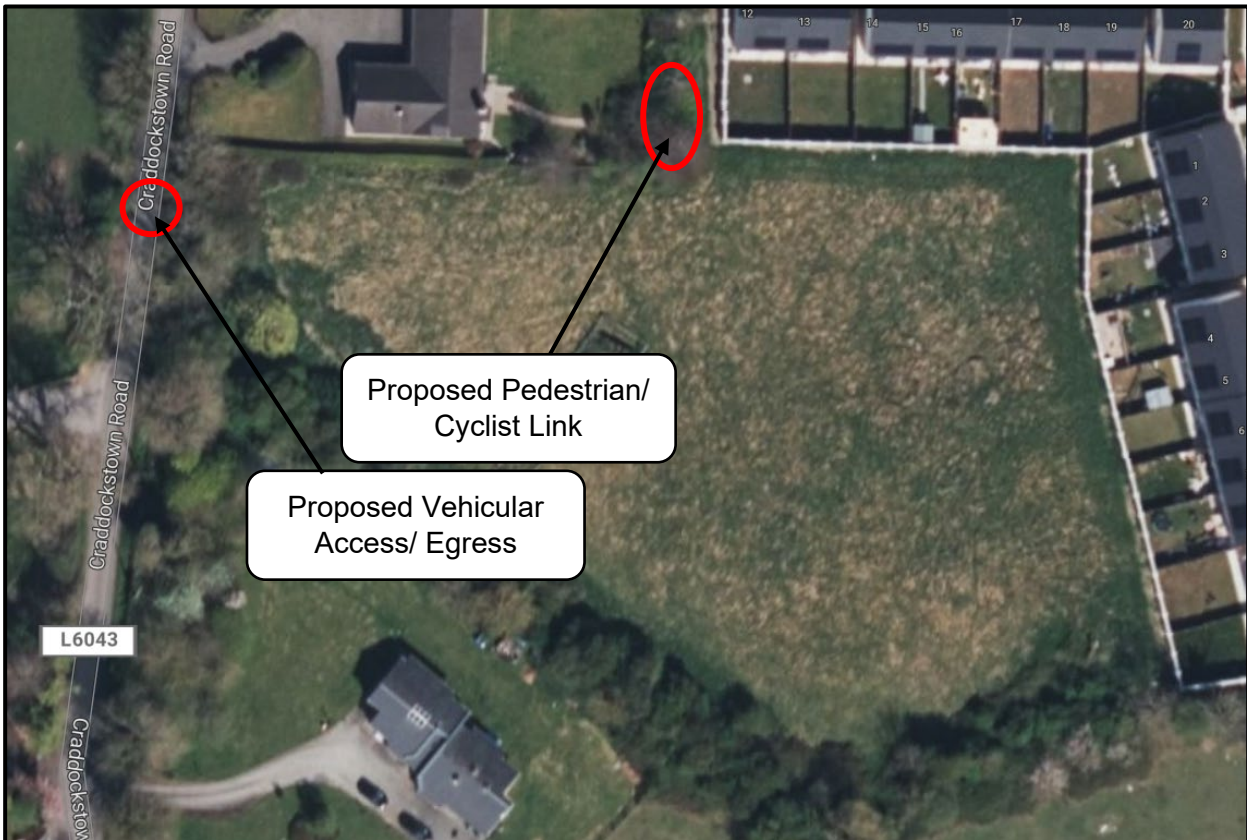 Craddockstown Road
12
13
14
15
16
17
18
19
20
1
2
3
4
5
6
Proposed Pedestrian/
Cyclist Link
Craddockstown Road
Proposed Vehicular
Access/ Egress
L6043
Craddockstow